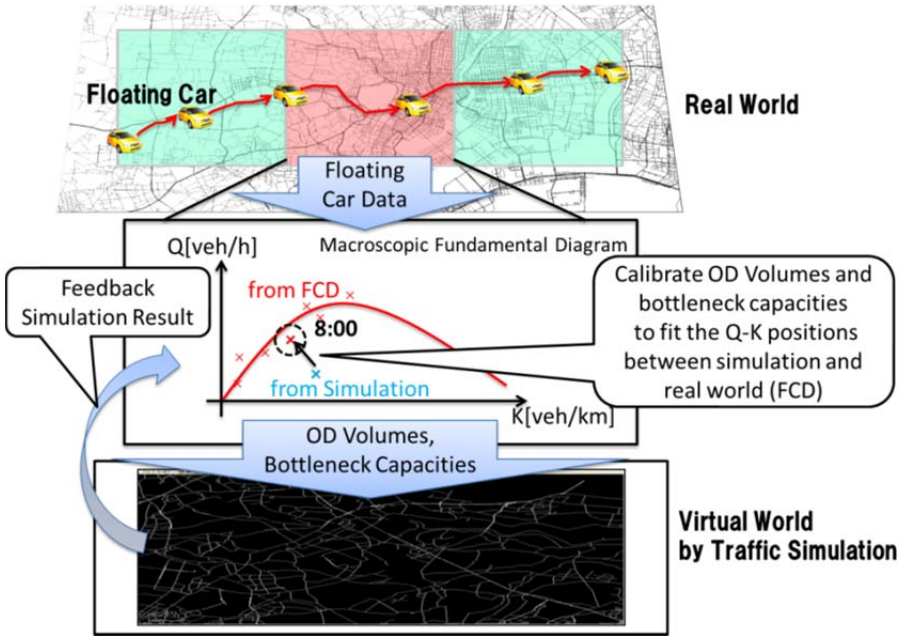 Floating Car
Real World
Floating
Car Data
Q[veh/h]
Macroscopic Fundamental Diagram
Feedback
Simulation Result
from FCD
8:00
from Simulation
K[veh/km]
Calibrate OD Volumes and
bottleneck capacities
to fit the Q-K positions
between simulation and
real world (FCD)
OD Volumes,
Bottleneck Capacities
Virtual World
by Traffic Simulation